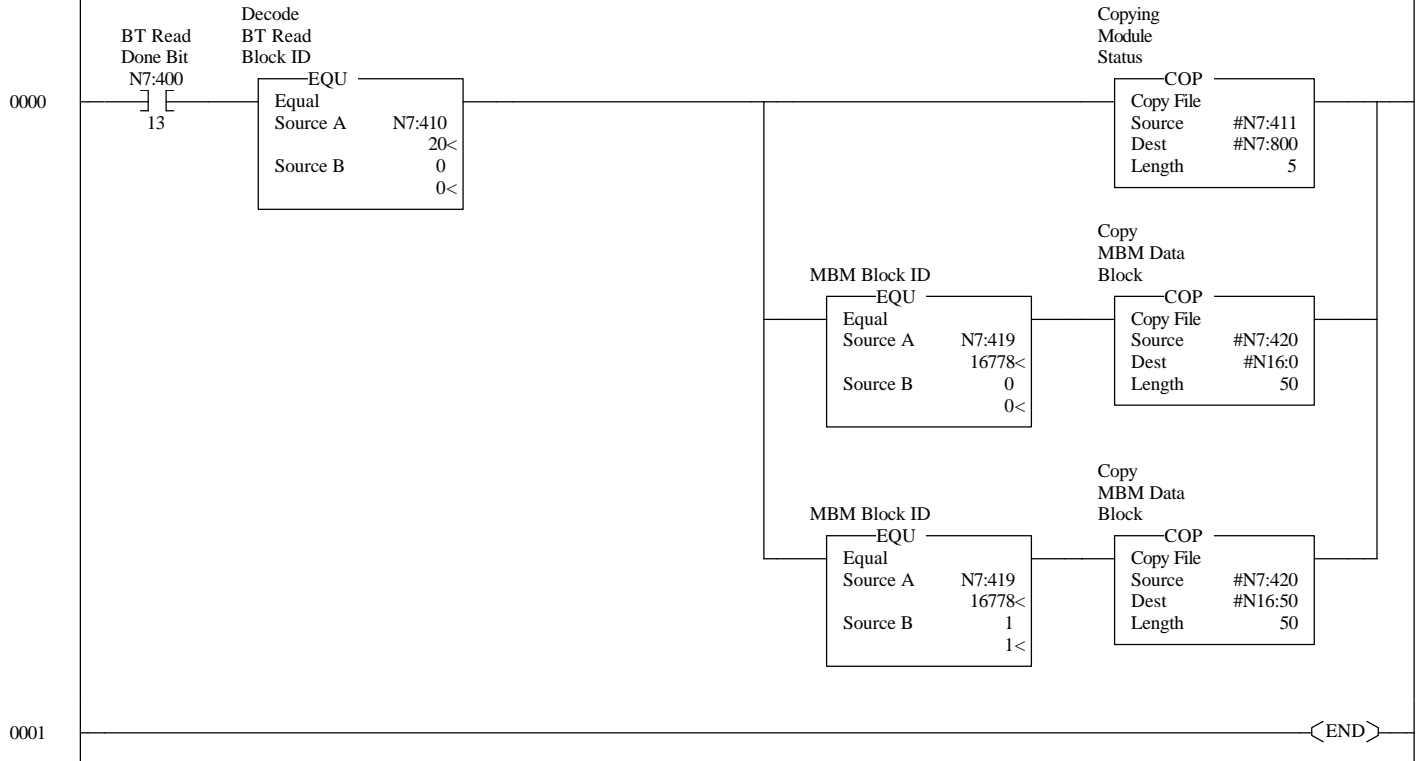 Decode
BT Read
BT Read
Done Bit
Block ID
N7:400
EQU
0000
13
Equal
Source A N7:410
20<
Source B 0
0<
Copying
Module
Status
COP
Copy File
Source #N7:411
Dest #N7:800
Length 5
MBM Block ID
EQU
Equal
Source A N7:419
16778<
Source B 0
0<
Copy
MBM Data
Block
COP
Copy File
Source #N7:420
Dest #N16:0
Length 50
MBM Block ID
EQU
Equal
Source A N7:419
16778<
Source B 1
1<
Copy
MBM Data
Block
COP
Copy File
Source #N7:420
Dest #N16:50
Length 50
0001
END